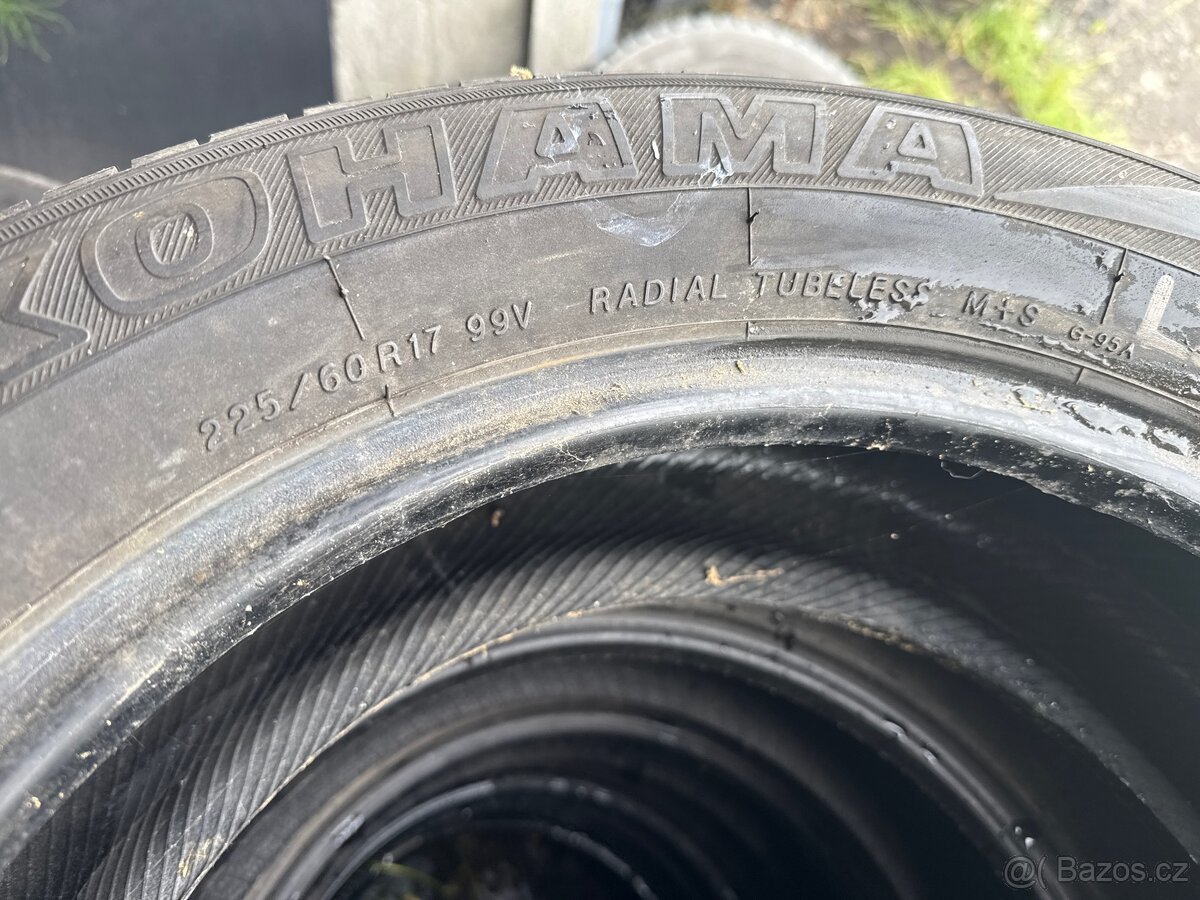 OHAMA
225/60R17 99V RADIAL TUBELESS M+S G-95A
@( Bazos.cz